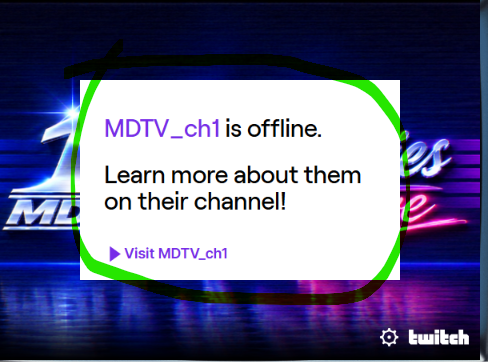 MDTV_ch1 is offline.
Learn more about them
on their channel!
Visit MDTV_ch1
twitch